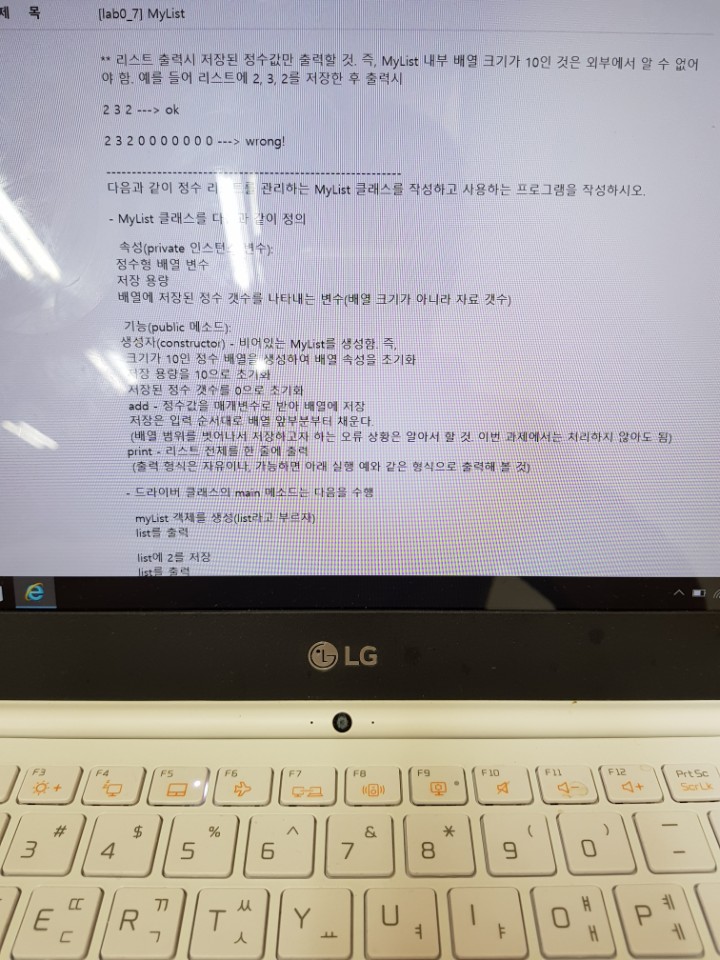 제 목 [lab0_7] MyList
** 리스트 출력시 저장된 정수값만 출력할 것. 즉, MyList 내부 배열 크기가 10인 것은 외부에서 알 수 없어
야 함. 예를 들어 리스트에 2, 3, 2를 저장한 후 출력시
2 3 2 ---> ok
2 3 2 0 0 0 0 0 0 0 ---> wrong!
------------------------------------------------------------
다음과 같이 정수 리스트를 관리하는 MyList 클래스를 작성하고 사용하는 프로그램을 작성하시오.
- MyList 클래스를 다음과 같이 정의
속성(private 인스턴스 변수):
정수형 배열 변수
저장 용량
배열에 저장된 정수 갯수를 나타내는 변수(배열 크기가 아니라 자료 갯수)
기능(public 메소드):
생성자(constructor) - 비어있는 MyList를 생성함. 즉,
크기가 10인 정수 배열을 생성하여 배열 속성을 초기화
저장 용량을 10으로 초기화
저장된 정수 갯수를 0으로 초기화
add - 정수값을 매개변수로 받아 배열에 저장
저장은 입력 순서대로 배열 앞부분부터 채운다.
(배열 범위를 벗어나서 저장하고자 하는 오류 상황은 알아서 할 것. 이번 과제에서는 처리하지 않아도 됨)
print - 리스트 전체를 한 줄에 출력
(출력 형식은 자유이나, 가능하면 아래 실행 예와 같은 형식으로 출력해 볼 것)
- 드라이버 클래스의 main 메소드는 다음을 수행
myList 객체를 생성(list라고 부르자)
list를 출력
list에 2를 저장
list를 출력
LG
F3 F4 F5 F6 F7 F8 F9 F10 F11 F12 PrtSc
ScrLk
# $ % ^ & * ( ) _
3 4 5 6 7 8 9 0 -
E ㄸ ㄷ R ㄲ ㄱ T ㅆ ㅅ Y ㅛ U ㅕ I ㅑ O ㅒ ㅐ P ㅖ ㅔ